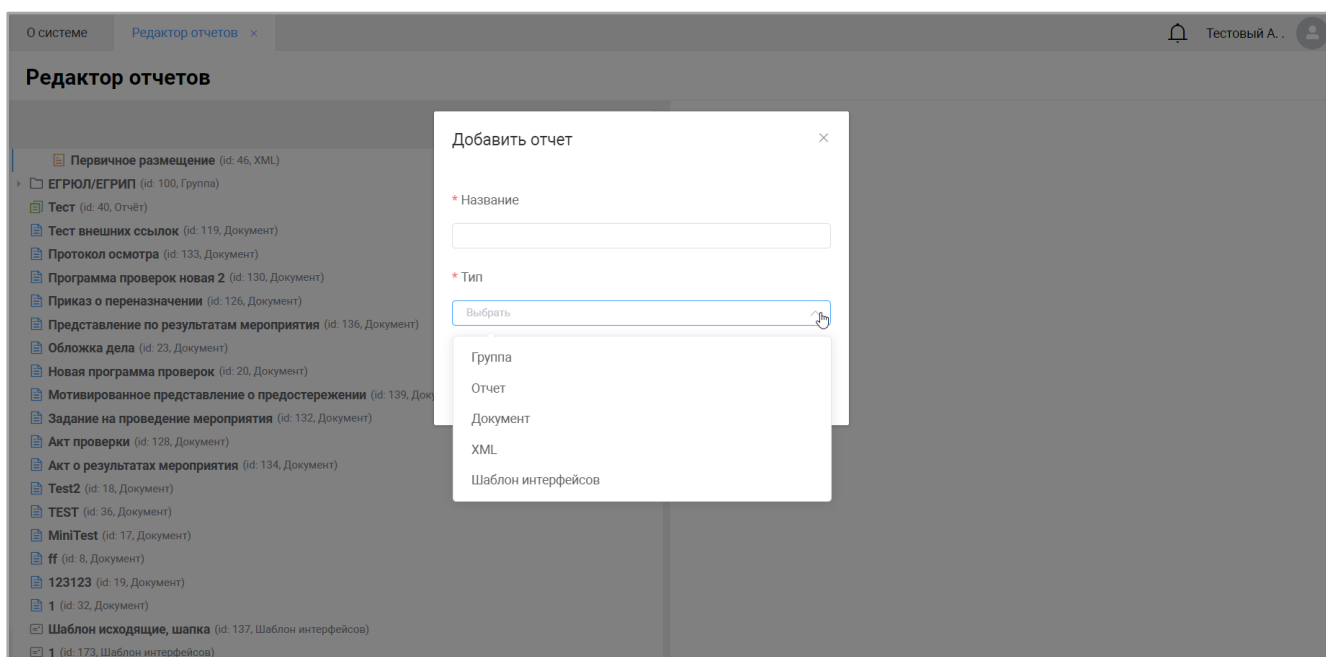 О системе
Редактор отчетов ×
Тестовый А. .
Редактор отчетов
Первичное размещение (id: 46, XML)
ЕГРЮЛ/ЕГРИП (id: 100, Группа)
Тест (id: 40, Отчёт)
Тест внешних ссылок (id: 119, Документ)
Протокол осмотра (id: 133, Документ)
Программа проверок новая 2 (id: 130, Документ)
Приказ о переназначении (id: 126, Документ)
Представление по результатам мероприятия (id: 136, Документ)
Обложка дела (id: 23, Документ)
Новая программа проверок (id: 20, Документ)
Мотивированное представление о предостережении (id: 139, Доку
Задание на проведение мероприятия (id: 132, Документ)
Акт проверки (id: 128, Документ)
Акт о результатах мероприятия (id: 134, Документ)
Test2 (id: 18, Документ)
TEST (id: 36, Документ)
MiniTest (id: 17, Документ)
ff (id: 8, Документ)
123123 (id: 19, Документ)
1 (id: 32, Документ)
Шаблон исходящие, шапка (id: 137, Шаблон интерфейсов)
1 (id: 173, Шаблон интерфейсов)
Добавить отчет
* Название
* Тип
Выбрать
Группа
Отчет
Документ
XML
Шаблон интерфейсов